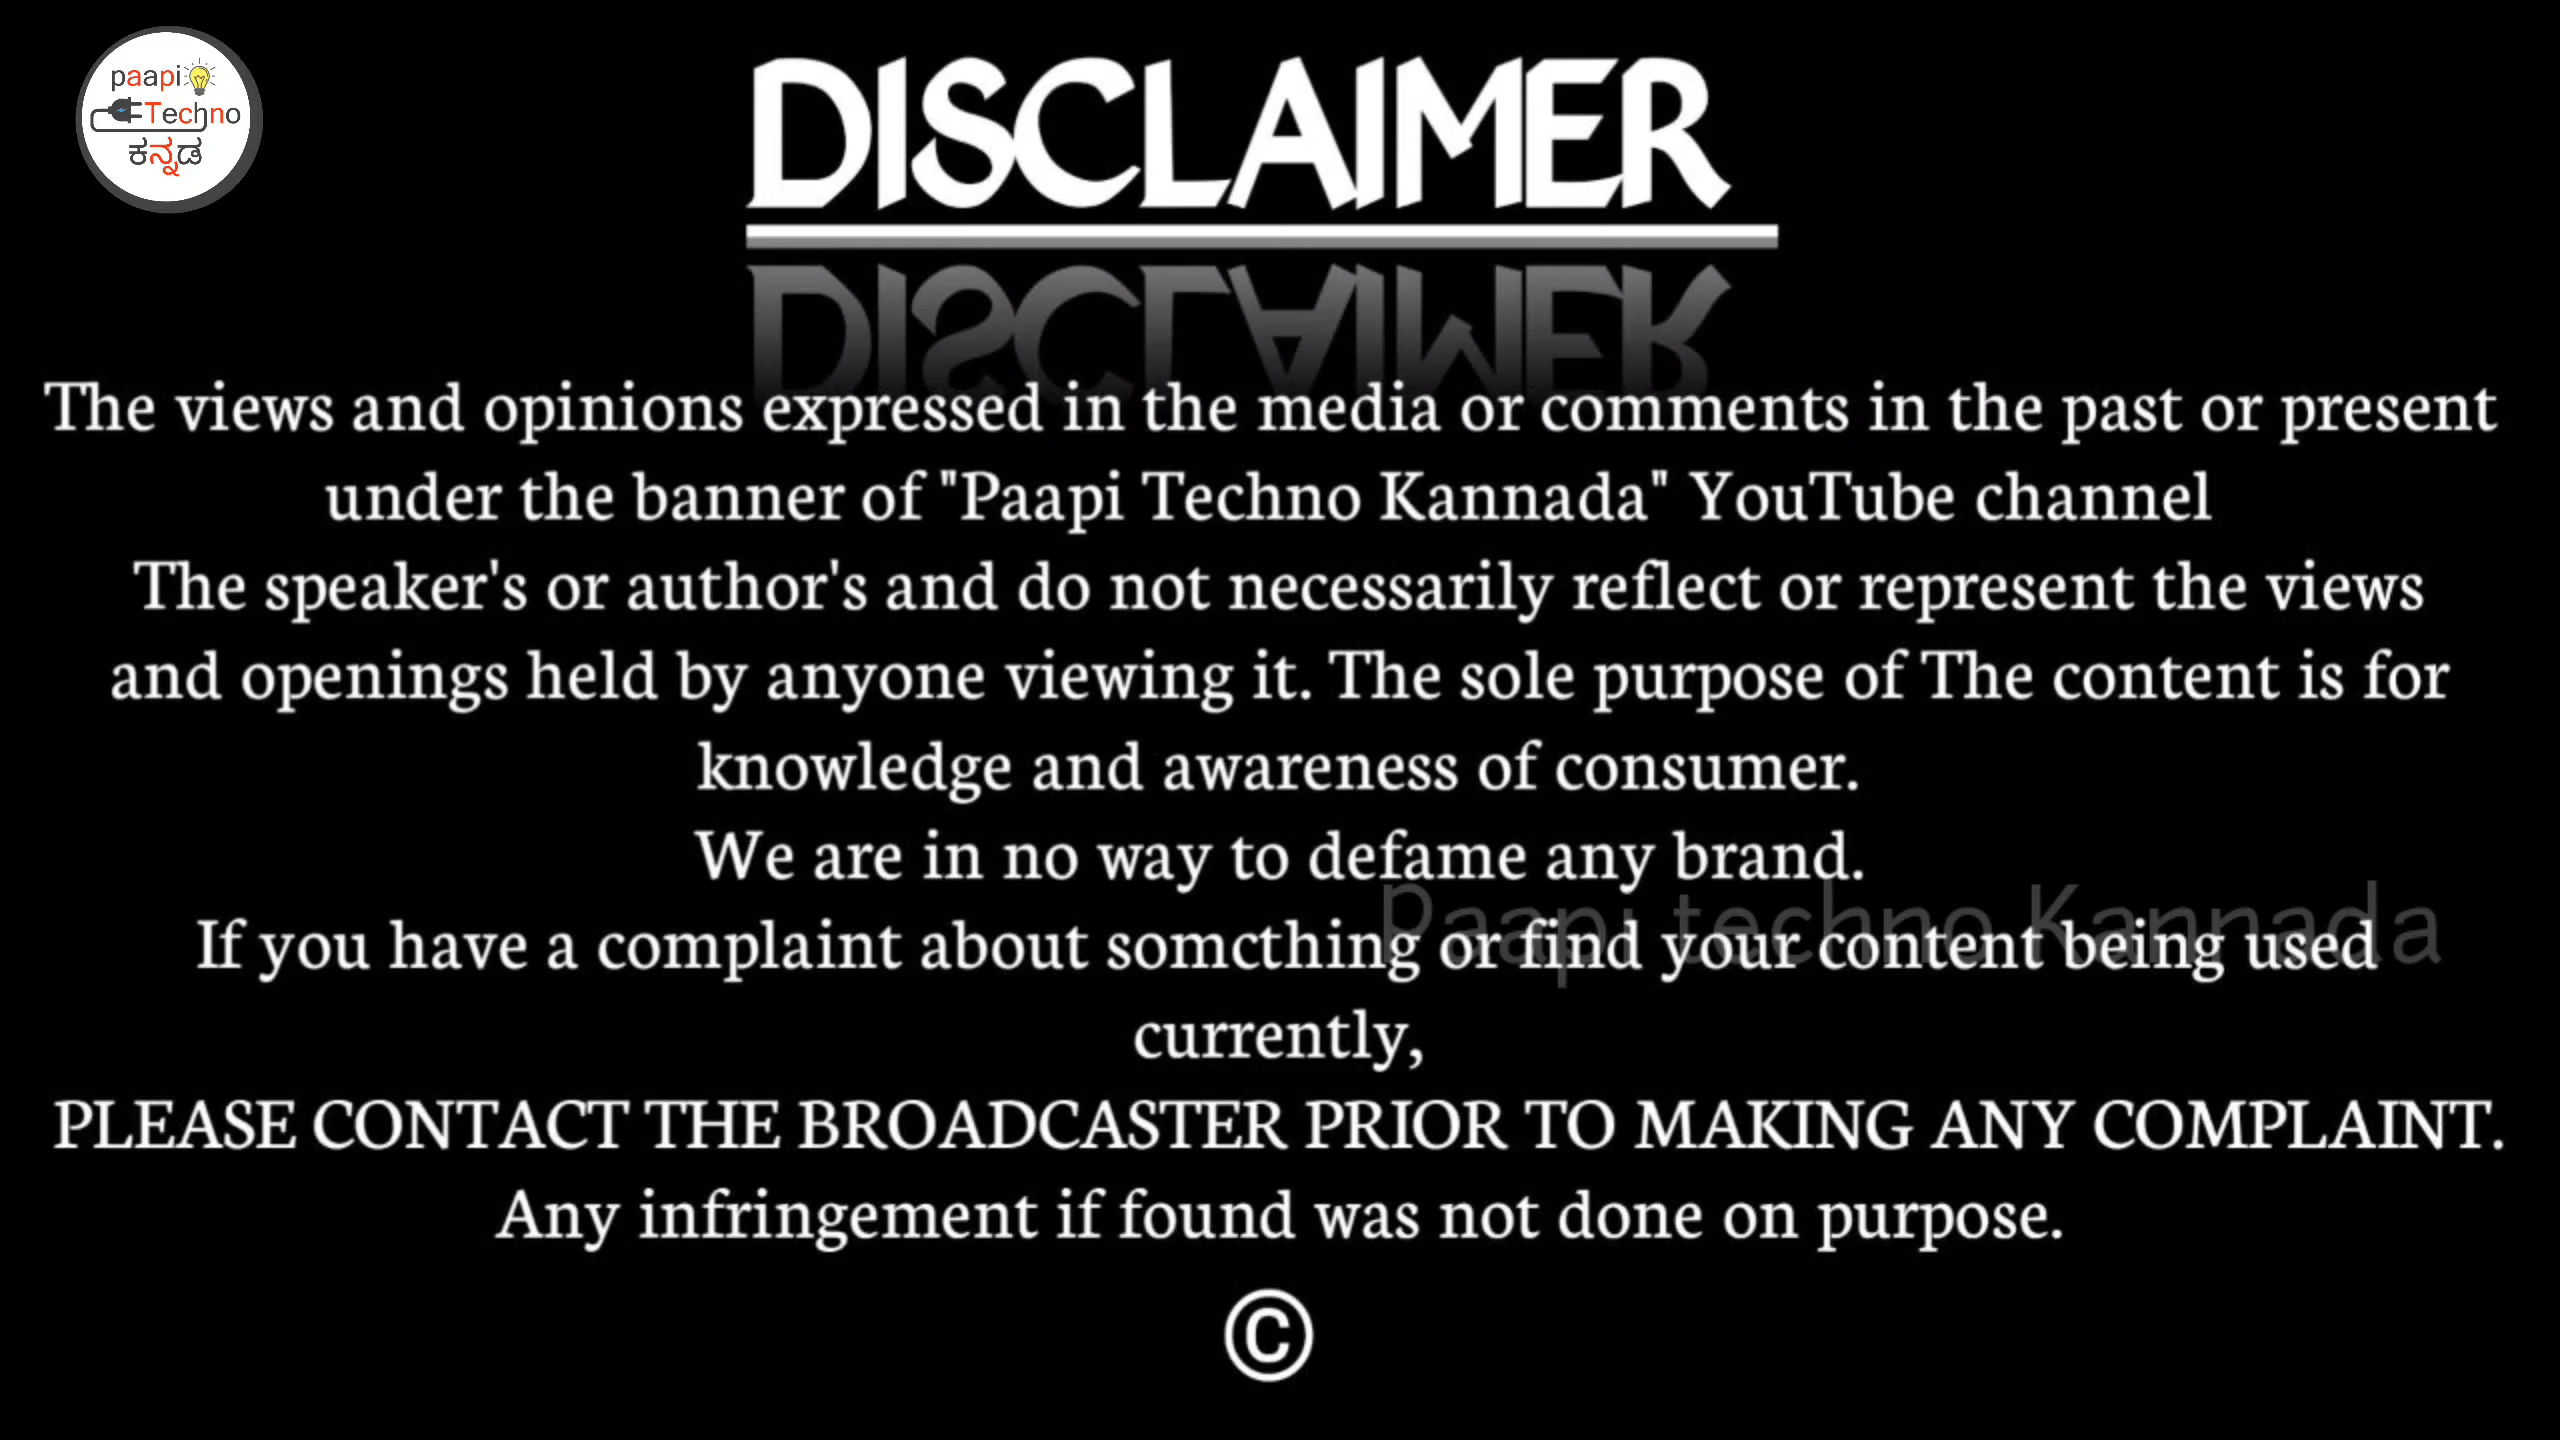 paapi
Techno
ಕನ್ನಡ
DISCLAIMER
The views and opinions expressed in the media or comments in the past or present
under the banner of "Paapi Techno Kannada" YouTube channel
The speaker's or author's and do not necessarily reflect or represent the views
and openings held by anyone viewing it. The sole purpose of The content is for
knowledge and awareness of consumer.
We are in no way to defame any brand.
If you have a complaint about somcthing or find your content being used
currently,
PLEASE CONTACT THE BROADCASTER PRIOR TO MAKING ANY COMPLAINT.
Any infringement if found was not done on purpose.
©
Paapi techno Kannada